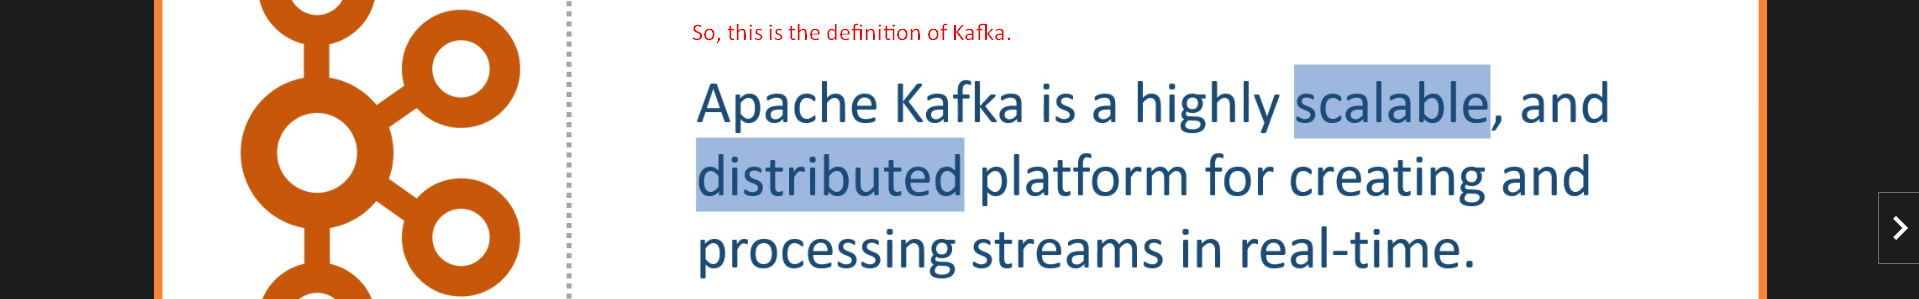 So, this is the definition of Kafka.
Apache Kafka is a highly scalable, and
distributed platform for creating and
processing streams in real-time.